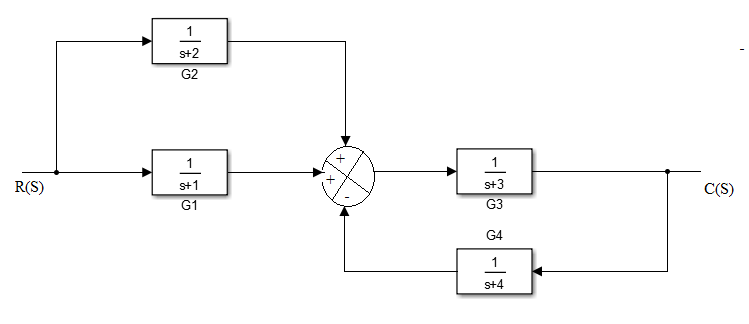 1
s+2
G2
+
R(S)
1
s+1
G1
+
-
1
s+3
G3
C(S)
G4
1
s+4